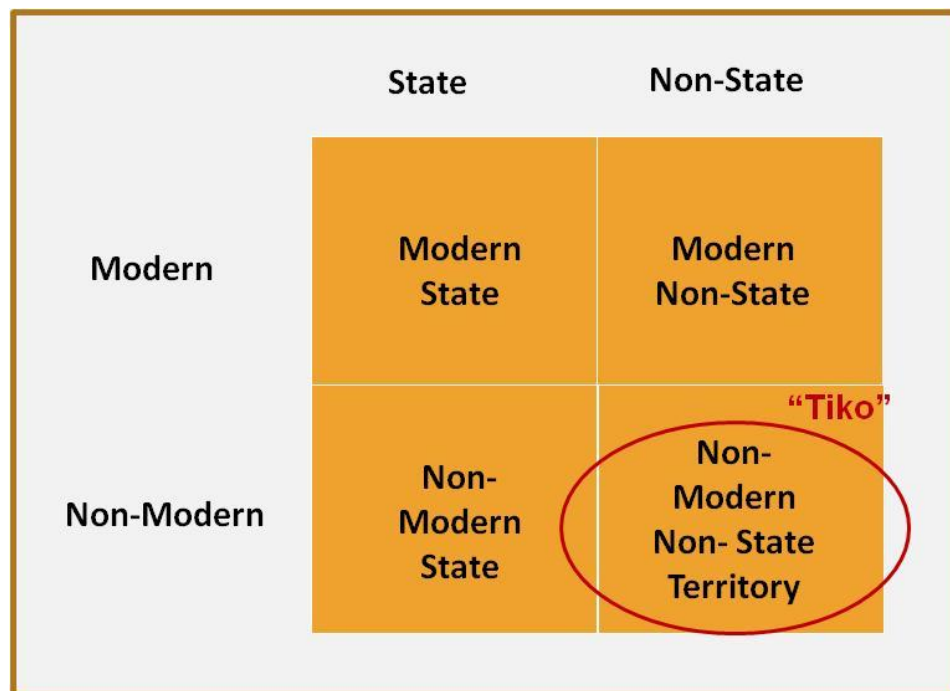 State
Non-State
Modern
Modern
State
Modern
Non-State
“Tiko”
Non-Modern
Non-
Modern
State
Non-
Modern
Non- State
Territory